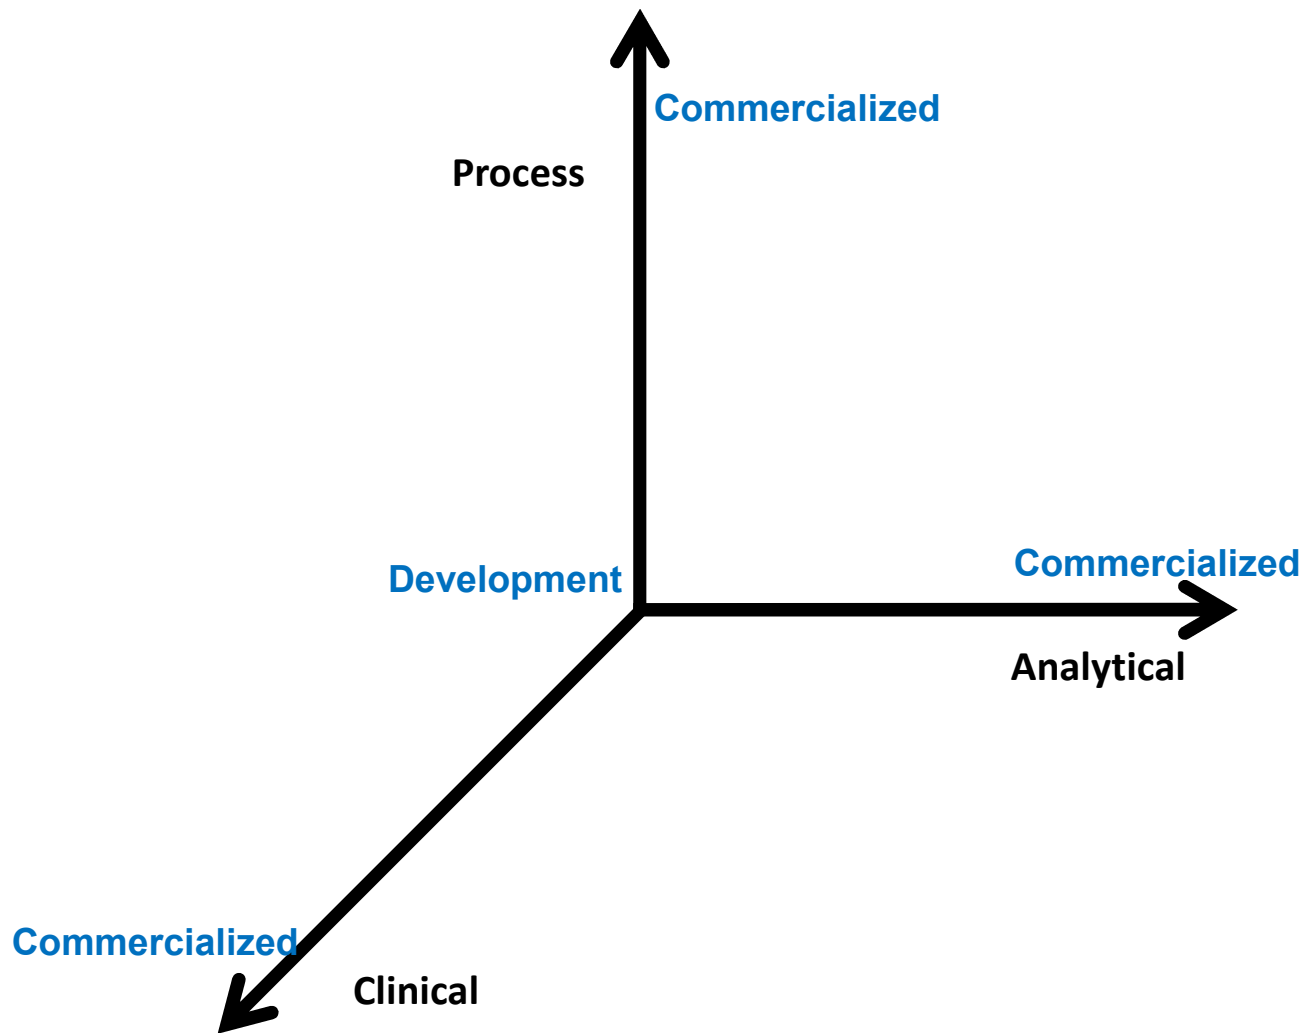 Commercialized
Process
Commercialized
Development
Analytical
Commercialized
Clinical